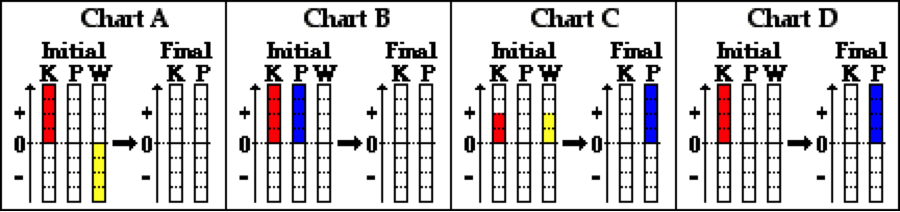 Chart A
Initial Final
K P W K P
+
0 0
-
Chart B
Initial Final
K P W K P
+
0 0
-
Chart C
Initial Final
K P W K P
+
0 0
-
Chart D
Initial Final
K P W K P
+
0 0
-